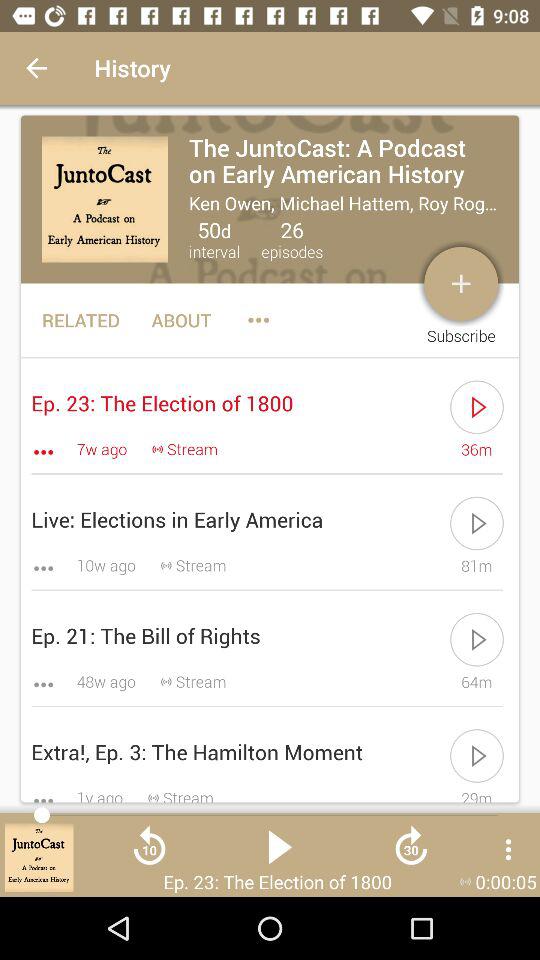 9:08
History
JuntoCast
The
JuntoCast
A Podcast on
Early American History
The JuntoCast: A Podcast
on Early American History
Ken Owen, Michael Hattem, Roy Rog...
50d
interval
26
episodes
A Podcast on
Subscribe
RELATED
ABOUT
Ep. 23: The Election of 1800
7w ago
Stream
36m
Live: Elections in Early America
10w ago
Stream
81m
Ep. 21: The Bill of Rights
48w ago
Stream
64m
Extra!, Ep. 3: The Hamilton Moment
1y ago
Stream
29m
The
JuntoCast
A Podcast on
Early American History
10
30
Ep. 23: The Election of 1800
0:00:05